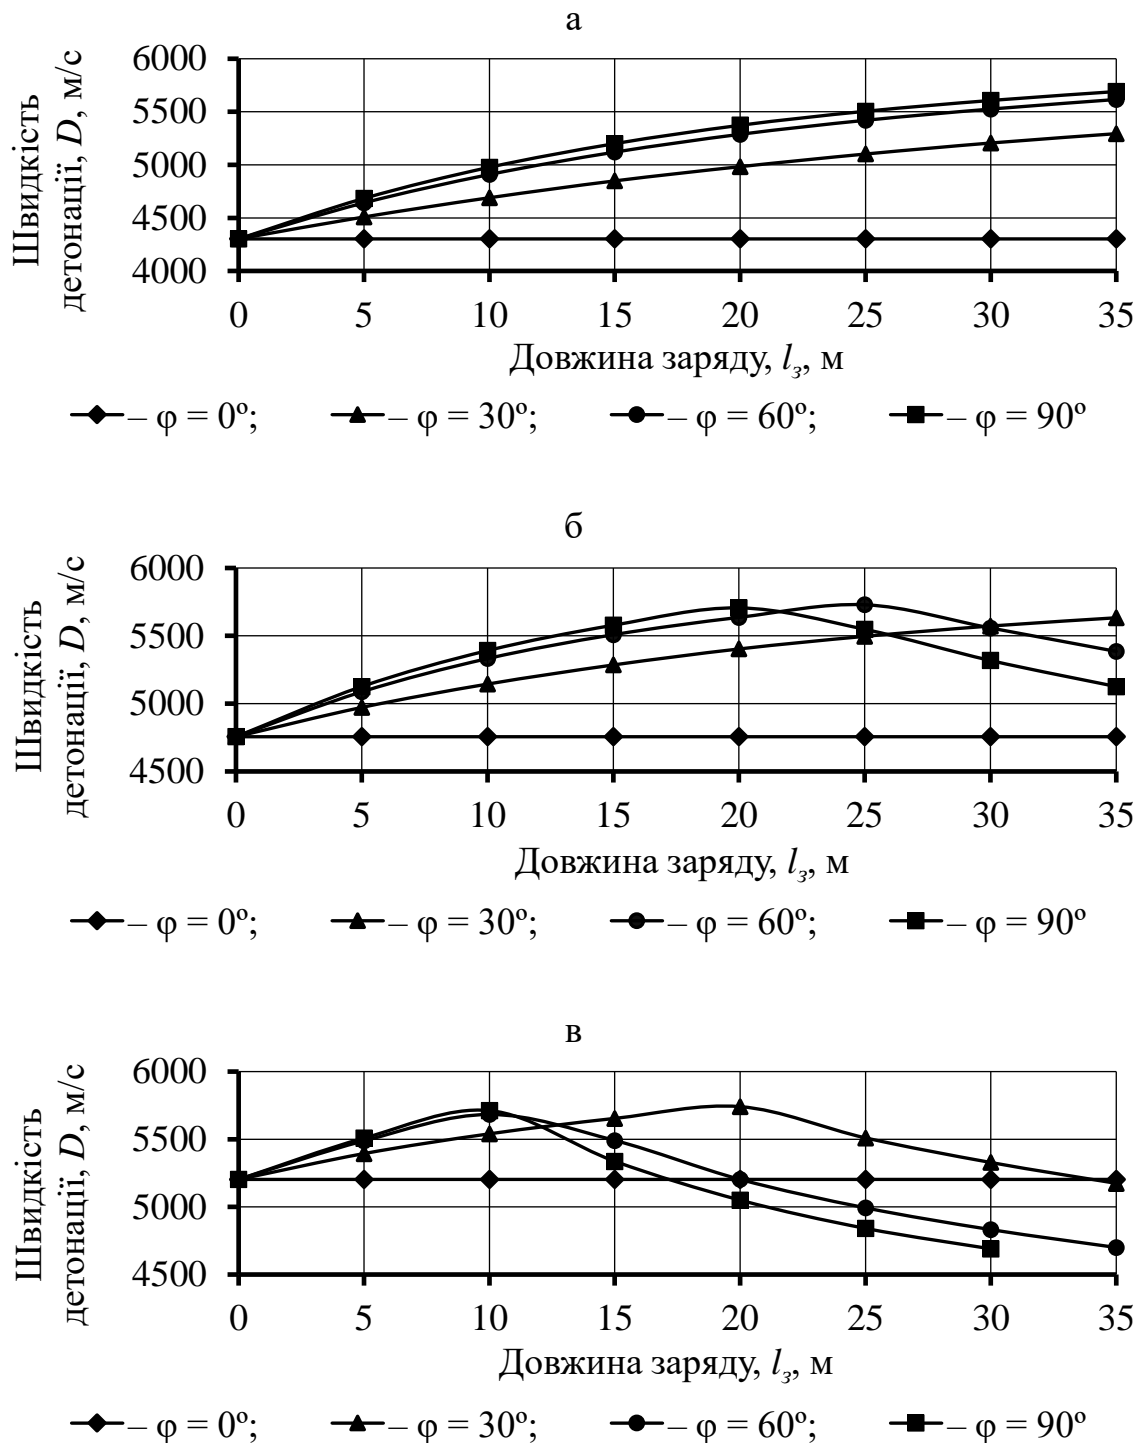 а
Швидкість
детонації, D, м/с
6000
5500
5000
4500
4000
0 5 10 15 20 25 30 35
Довжина заряду, lз, м
– φ = 0º; – φ = 30º; – φ = 60º; – φ = 90º
б
Швидкість
детонації, D, м/с
6000
5500
5000
4500
0 5 10 15 20 25 30 35
Довжина заряду, lз, м
– φ = 0º; – φ = 30º; – φ = 60º; – φ = 90º
в
Швидкість
детонації, D, м/с
6000
5500
5000
4500
0 5 10 15 20 25 30 35
Довжина заряду, lз, м
– φ = 0º; – φ = 30º; – φ = 60º; – φ = 90º